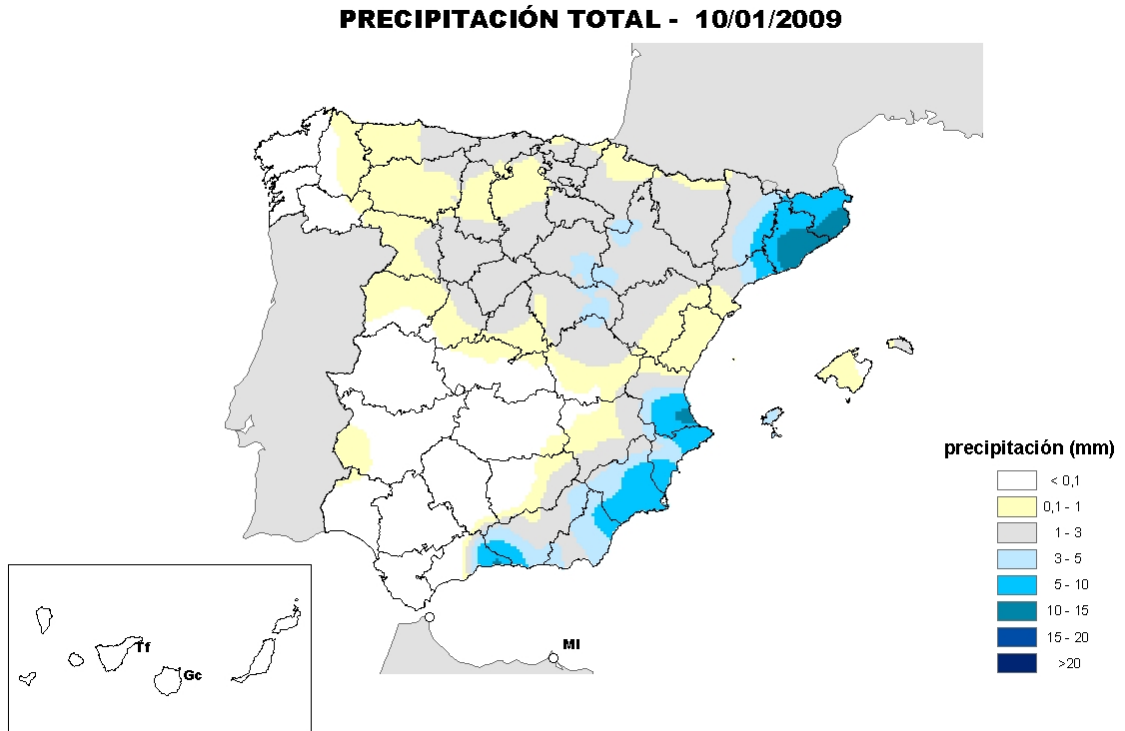 PRECIPITACIÓN TOTAL - 10/01/2009
precipitación (mm)
< 0,1
0,1 - 1
1 - 3
3 - 5
5 - 10
10 - 15
15 - 20
>20
Ml
Tf
Gc